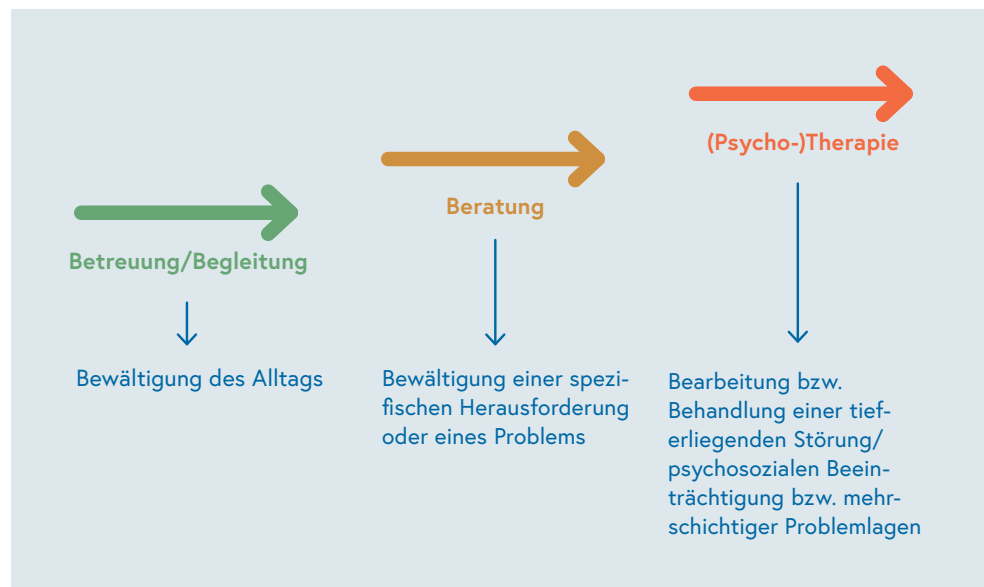 Betreuung/Begleitung
Bewältigung des Alltags
Beratung
Bewältigung einer spezi-
fischen Herausforderung
oder eines Problems
(Psycho-)Therapie
Bearbeitung bzw.
Behandlung einer tief-
erliegenden Störung/
psychosozialen Beein-
trächtigung bzw. mehr-
schichtiger Problemlagen